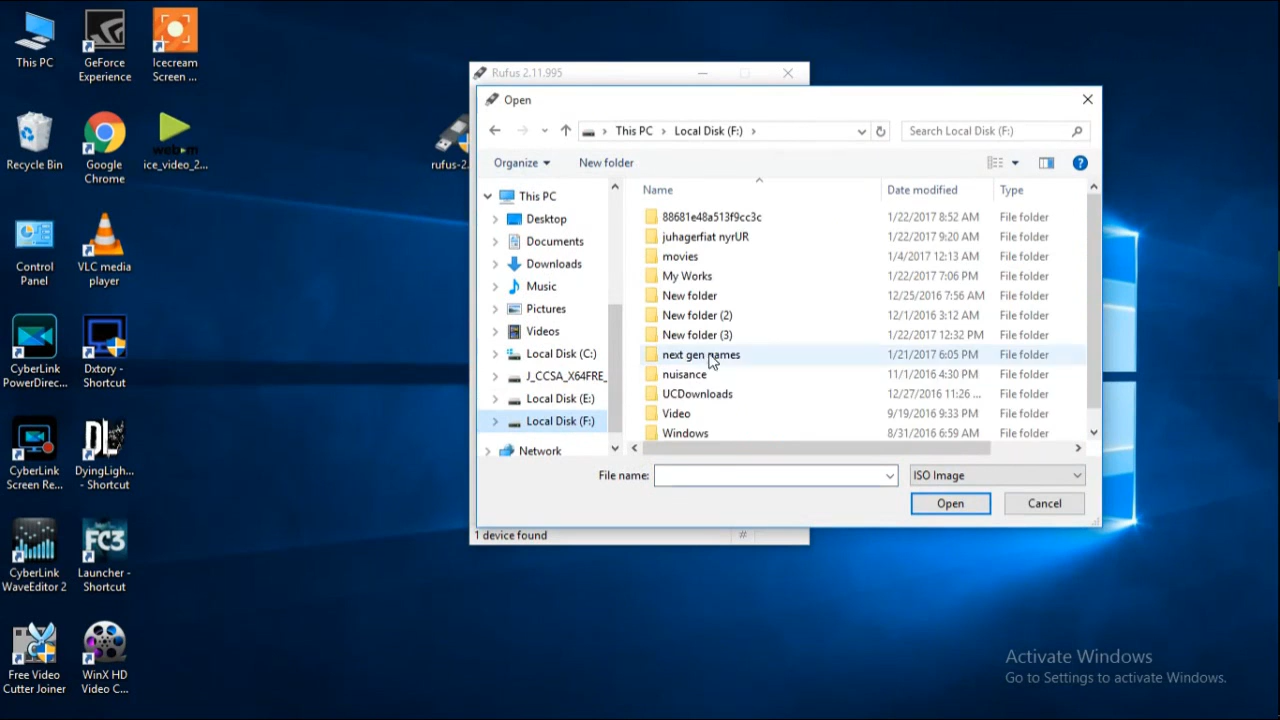 This PC
GeForce Experience
Icecream Screen ...
Recycle Bin
Google Chrome
ice_video_2...
Control Panel
VLC media player
CyberLink PowerDirec...
Dxtory - Shortcut
CyberLink Screen Re...
DyingLigh... - Shortcut
CyberLink WaveEditor 2
Launcher - Shortcut
Free Video Cutter Joiner
WinX HD Video C...
rufus-2.
Rufus 2.11.995
Open
This PC > Local Disk (F:) >
Search Local Disk (F:)
Organize
New folder
This PC
Desktop
Documents
Downloads
Music
Pictures
Videos
Local Disk (C:)
J_CCSA_X64FRE_
Local Disk (E:)
Local Disk (F:)
Network
Name Date modified Type
88681e48a513f9cc3c 1/22/2017 8:52 AM File folder
juhagerfiat nyrUR 1/22/2017 9:20 AM File folder
movies 1/4/2017 12:13 AM File folder
My Works 1/22/2017 7:06 PM File folder
New folder 12/25/2016 7:56 AM File folder
New folder (2) 12/1/2016 3:12 AM File folder
New folder (3) 1/22/2017 12:32 PM File folder
next gen names 1/21/2017 6:05 PM File folder
nuisance 11/1/2016 4:30 PM File folder
UCDownloads 12/27/2016 11:26 ... File folder
Video 9/19/2016 9:33 PM File folder
Windows 8/31/2016 6:59 AM File folder
File name:
ISO Image
Open
Cancel
1 device found
#
Activate Windows
Go to Settings to activate Windows.